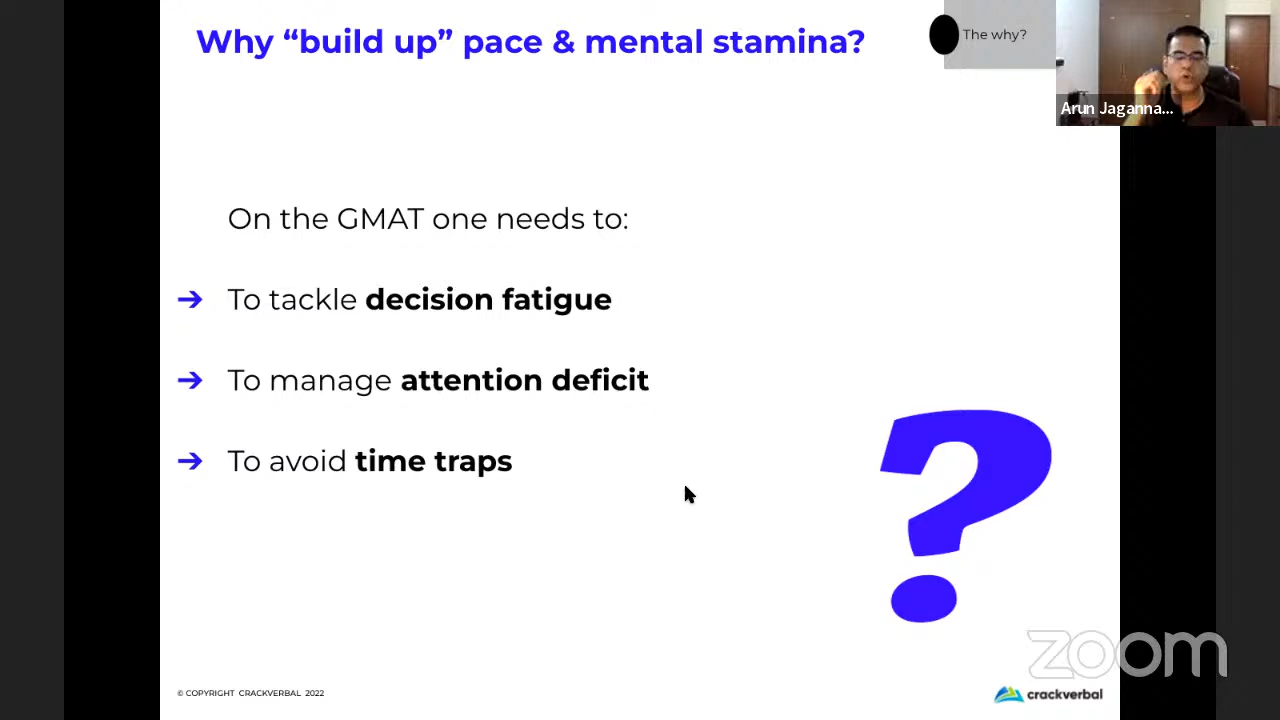 Why “build up” pace & mental stamina?
The why?
Arun Jaganna...
On the GMAT one needs to:
➔ To tackle decision fatigue
➔ To manage attention deficit
➔ To avoid time traps
?
zoom
© COPYRIGHT CRACKVERBAL 2022
crackverbal